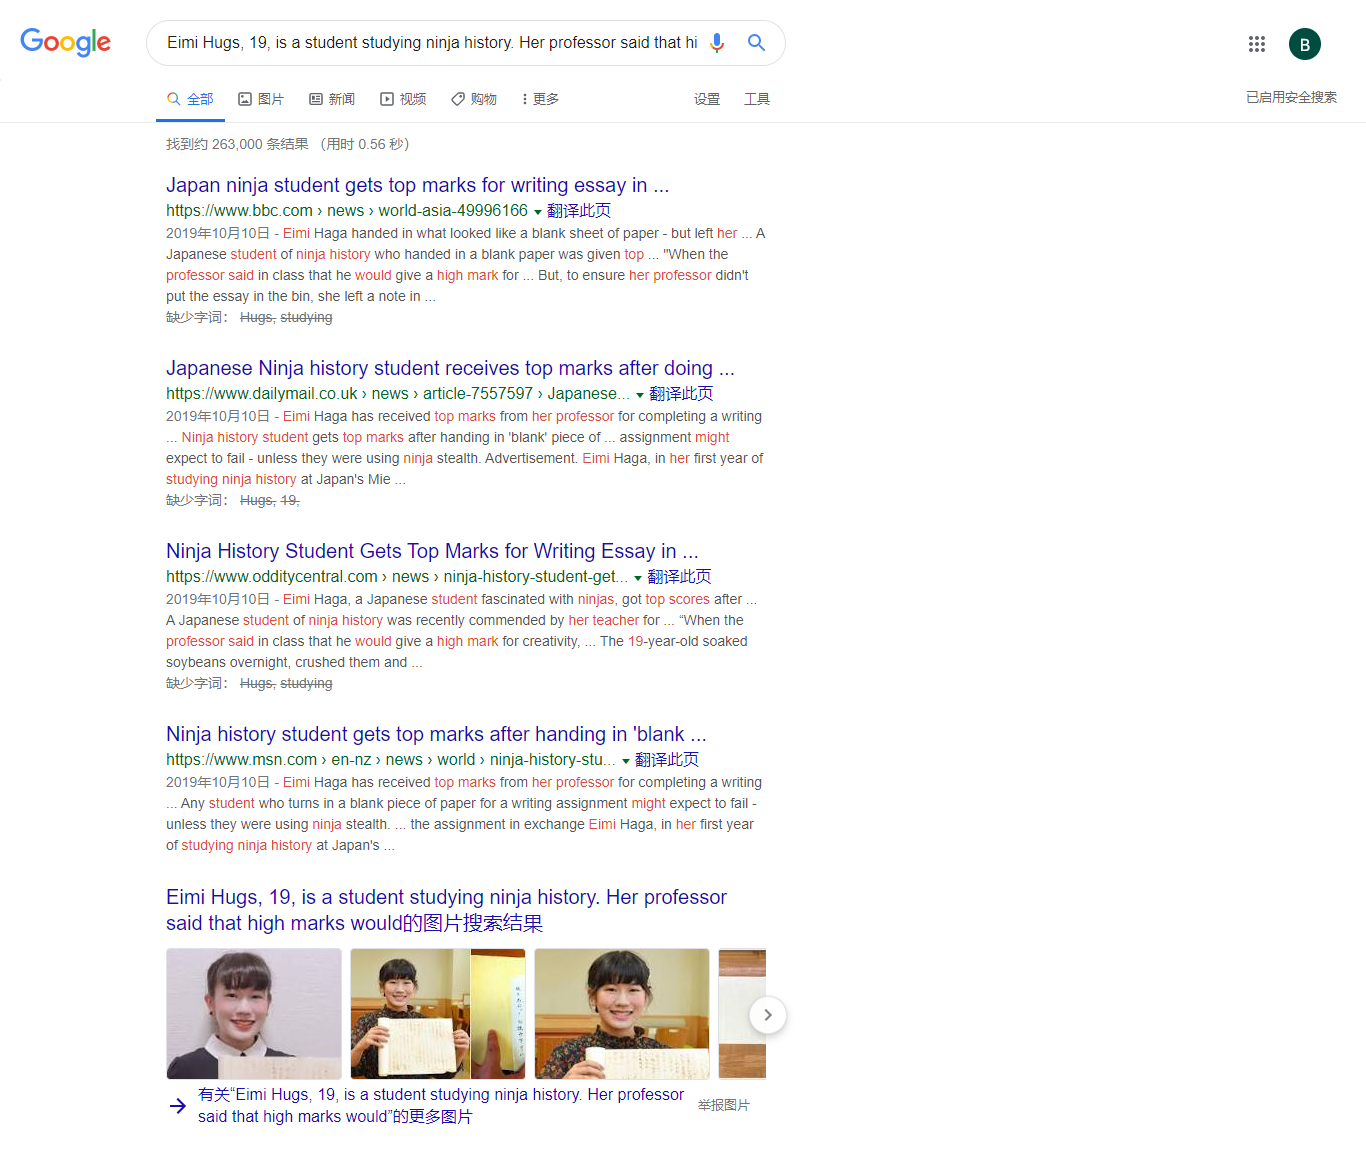 Google
Eimi Hugs, 19, is a student studying ninja history. Her professor said that hi
B
全部 图片 新闻 视频 购物 更多 设置 工具
已启用安全搜索
找到约 263,000 条结果 （用时 0.56 秒）
Japan ninja student gets top marks for writing essay in ...
https://www.bbc.com › news › world-asia-49996166 翻译此页
2019年10月10日 - Eimi Haga handed in what looked like a blank sheet of paper - but left her ... A
Japanese student of ninja history who handed in a blank paper was given top ... "When the
professor said in class that he would give a high mark for ... But, to ensure her professor didn't
put the essay in the bin, she left a note in ...
缺少字词： Hugs, studying
Japanese Ninja history student receives top marks after doing ...
https://www.dailymail.co.uk › news › article-7557597 › Japanese... 翻译此页
2019年10月10日 - Eimi Haga has received top marks from her professor for completing a writing
... Ninja history student gets top marks after handing in 'blank' piece of ... assignment might
expect to fail - unless they were using ninja stealth. Advertisement. Eimi Haga, in her first year of
studying ninja history at Japan's Mie ...
缺少字词： Hugs, 19,
Ninja History Student Gets Top Marks for Writing Essay in ...
https://www.odditycentral.com › news › ninja-history-student-get... 翻译此页
2019年10月10日 - Eimi Haga, a Japanese student fascinated with ninjas, got top scores after ...
A Japanese student of ninja history was recently commended by her teacher for ... “When the
professor said in class that he would give a high mark for creativity, ... The 19-year-old soaked
soybeans overnight, crushed them and ...
缺少字词： Hugs, studying
Ninja history student gets top marks after handing in 'blank ...
https://www.msn.com › en-nz › news › world › ninja-history-stu... 翻译此页
2019年10月10日 - Eimi Haga has received top marks from her professor for completing a writing
... Any student who turns in a blank piece of paper for a writing assignment might expect to fail -
unless they were using ninja stealth. ... the assignment in exchange Eimi Haga, in her first year
of studying ninja history at Japan's ...
Eimi Hugs, 19, is a student studying ninja history. Her professor
said that high marks would的图片搜索结果
有关“Eimi Hugs, 19, is a student studying ninja history. Her professor
said that high marks would”的更多图片
举报图片